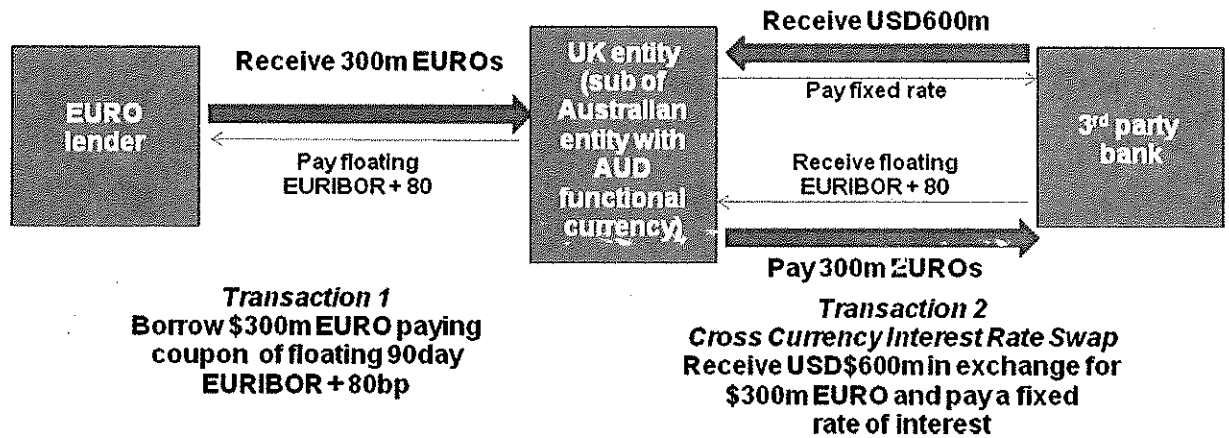 EURO
lender
Receive 300m EUROs
Pay floating
EURIBOR + 80
UK entity
(sub of
Australian
entity with
AUD
functional
currency)
Receive USD600m
Pay fixed rate
Receive floating
EURIBOR + 80
Pay 300m EUROs
3rd party
bank
Transaction 1
Borrow $300m EURO paying
coupon of floating 90day
EURIBOR + 80bp
Transaction 2
Cross Currency Interest Rate Swap
Receive USD$600m in exchange for
$300m EURO and pay a fixed
rate of interest